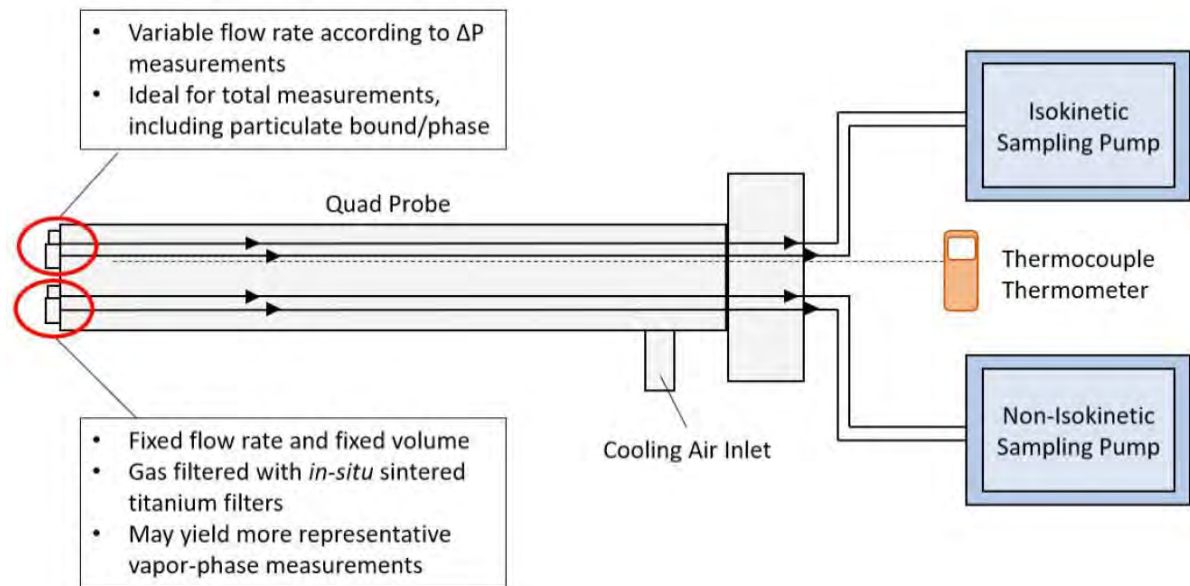 • Variable flow rate according to ΔP
measurements
• Ideal for total measurements,
including particulate bound/phase
Quad Probe
Isokinetic
Sampling Pump
Thermocouple
Thermometer
• Fixed flow rate and fixed volume
• Gas filtered with in-situ sintered
titanium filters
• May yield more representative
vapor-phase measurements
Cooling Air Inlet
Non-Isokinetic
Sampling Pump